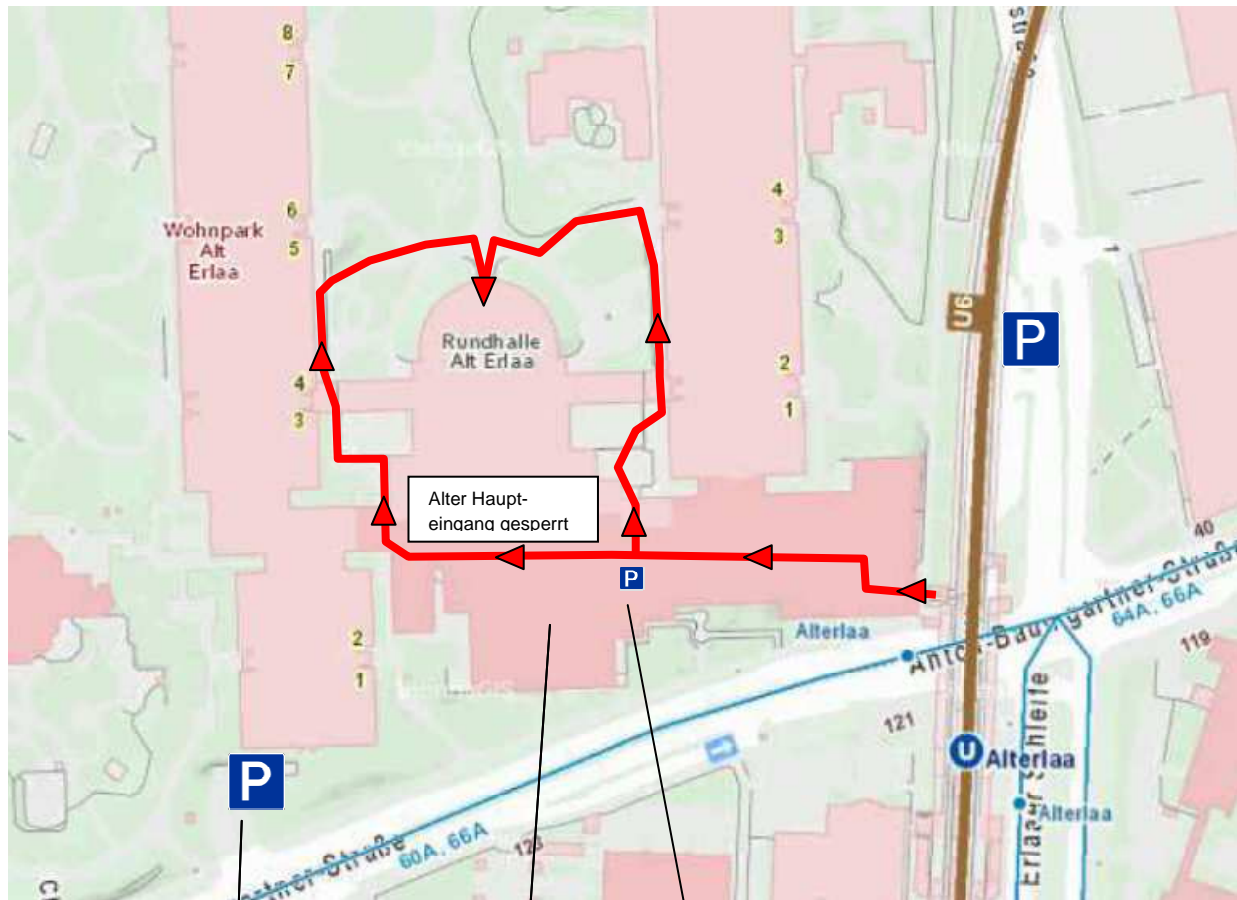 8
7
6
5
Wohnpark
Alt
Erlaa
4
3
Rundhalle
Alt Erlaa
4
3
2
1
U6
P
1
Alter Haupt-
eingang gesperrt
P
40
Alterlaa
Anton-Baumgartner-Straße
64A, 66A
119
2
1
121
P
U Alterlaa
Alterlaa
Erlaaer Schleife
60A, 66A
123